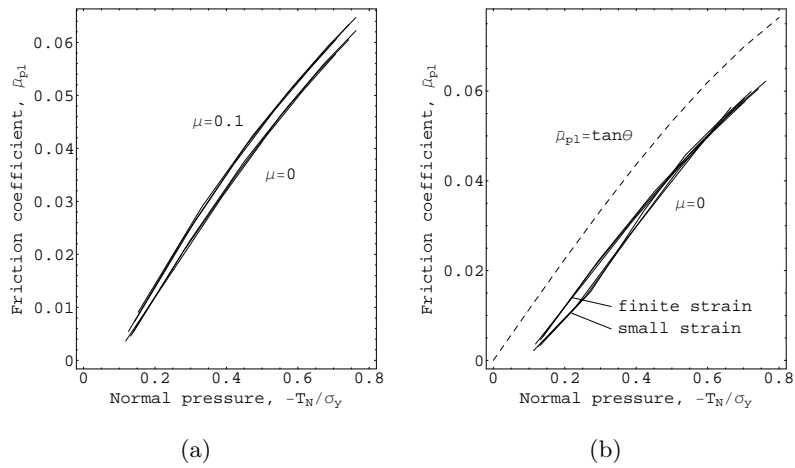 Friction coefficient, μ̄pl
0.06
0.05
0.04
0.03
0.02
0.01
0
μ=0.1
μ=0
0 0.2 0.4 0.6 0.8
Normal pressure, -TN/σy
(a)
Friction coefficient, μ̄pl
0.06
0.04
0.02
0
μ̄pl=tanθ
μ=0
finite strain
small strain
0 0.2 0.4 0.6 0.8
Normal pressure, -TN/σy
(b)